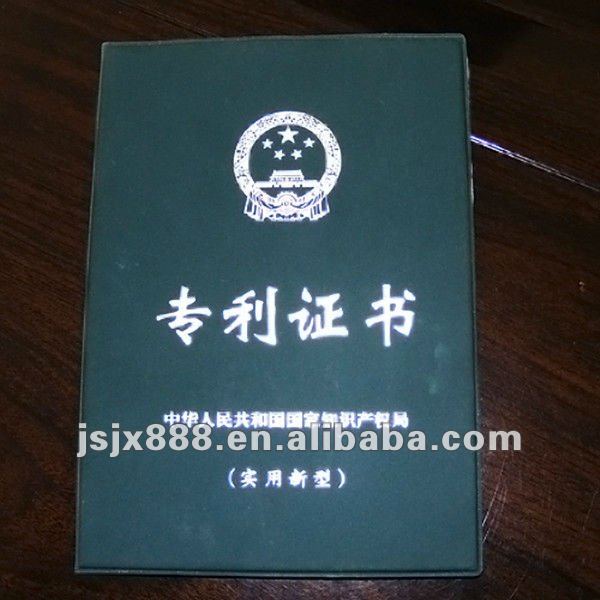 专利证书
中华人民共和国国家知识产权局
jsjx888.en.alibaba.com
（实用新型）